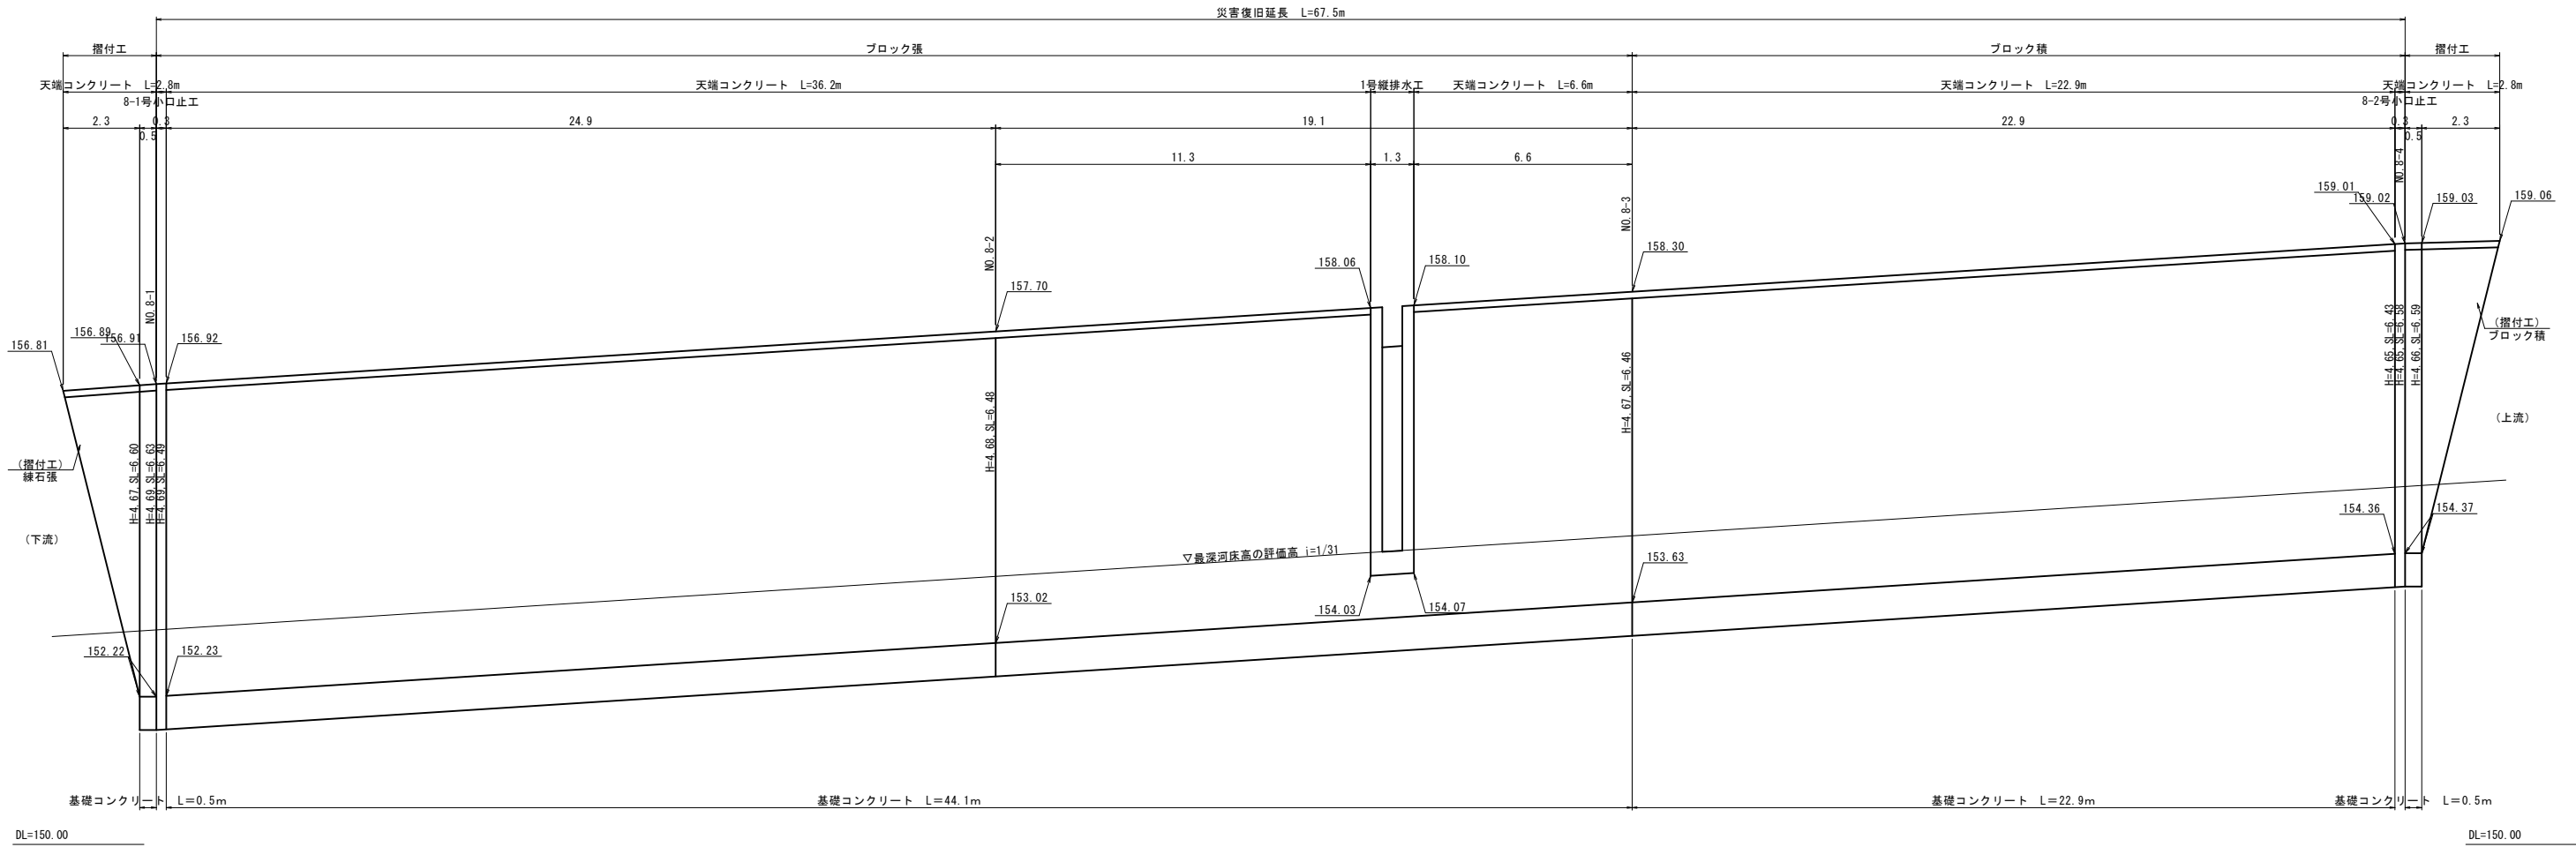 災害復旧延長 L=67.5m
摺付工
ブロック張
ブロック積
摺付工
天端コンクリート L=2.8m
天端コンクリート L=36.2m
1号縦排水工
天端コンクリート L=6.6m
天端コンクリート L=22.9m
天端コンクリート L=2.8m
8-1号小口止工
8-2号小口止工
2.3
0.3
24.9
19.1
22.9
0.3
2.3
0.5
0.5
11.3
1.3
6.6
NO.8-1
NO.8-2
NO.8-3
NO.8-4
159.01
159.02
159.03
159.06
158.30
158.06
158.10
157.70
156.81
156.89
156.91
156.92
H=4.67,SL=6.60
H=4.69,SL=6.63
H=4.69,SL=6.49
H=4.68,SL=6.48
H=4.67,SL=6.46
H=4.65,SL=6.43
H=4.65,SL=6.58
H=4.66,SL=6.59
(摺付工)
ブロック積
(上流)
(摺付工)
練石張
(下流)
▽最深河床高の評価高 i=1/31
154.36
154.37
153.63
154.03
154.07
153.02
152.22
152.23
基礎コンクリート L=0.5m
基礎コンクリート L=44.1m
基礎コンクリート L=22.9m
基礎コンクリート L=0.5m
DL=150.00
DL=150.00